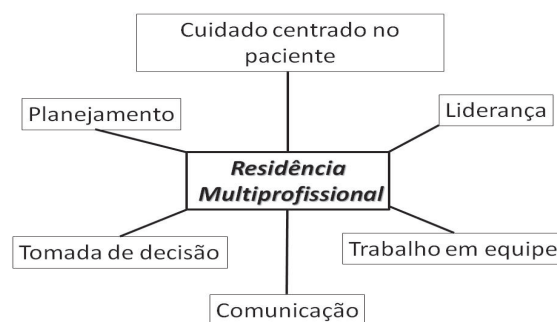 Cuidado centrado no
paciente
Planejamento
Liderança
Residência
Multiprofissional
Tomada de decisão
Trabalho em equipe
Comunicação